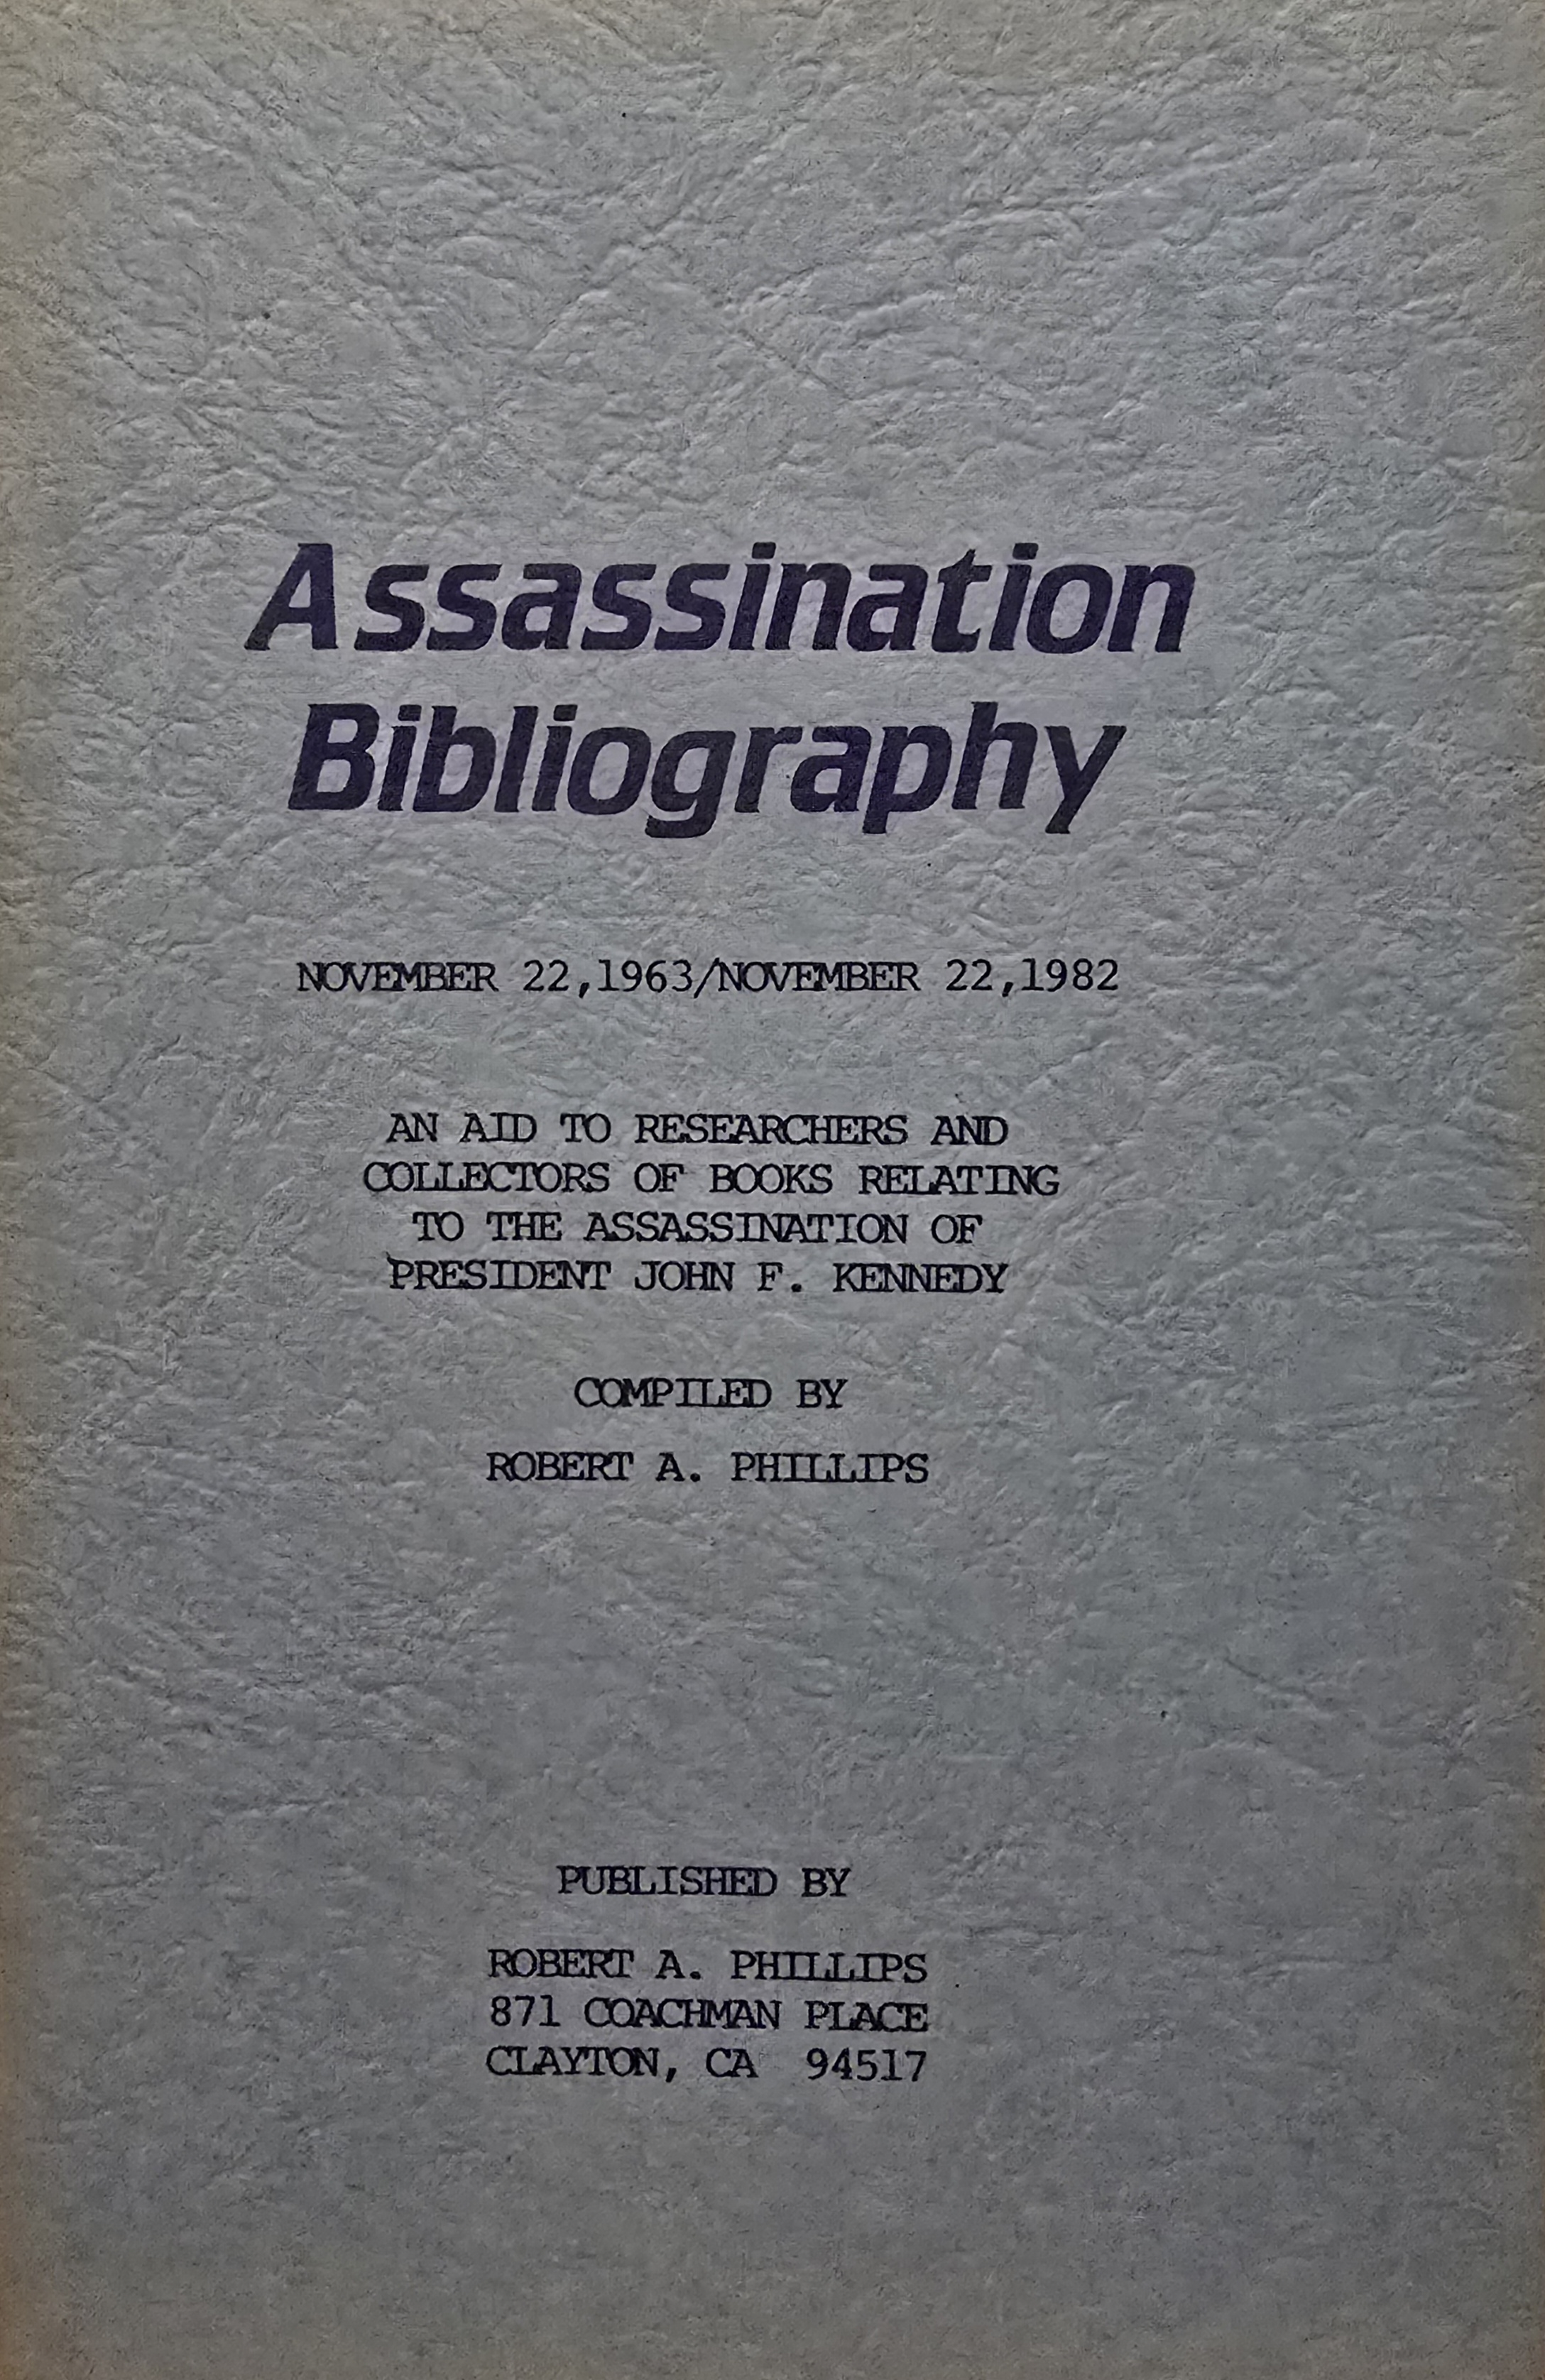 Assassination
Bibliography
NOVEMBER 22,1963/NOVEMBER 22,1982
AN AID TO RESEARCHERS AND
COLLECTORS OF BOOKS RELATING
TO THE ASSASSINATION OF
PRESIDENT JOHN F. KENNEDY
COMPILED BY
ROBERT A. PHILLIPS
PUBLISHED BY
ROBERT A. PHILLIPS
871 COACHMAN PLACE
CLAYTON, CA  94517